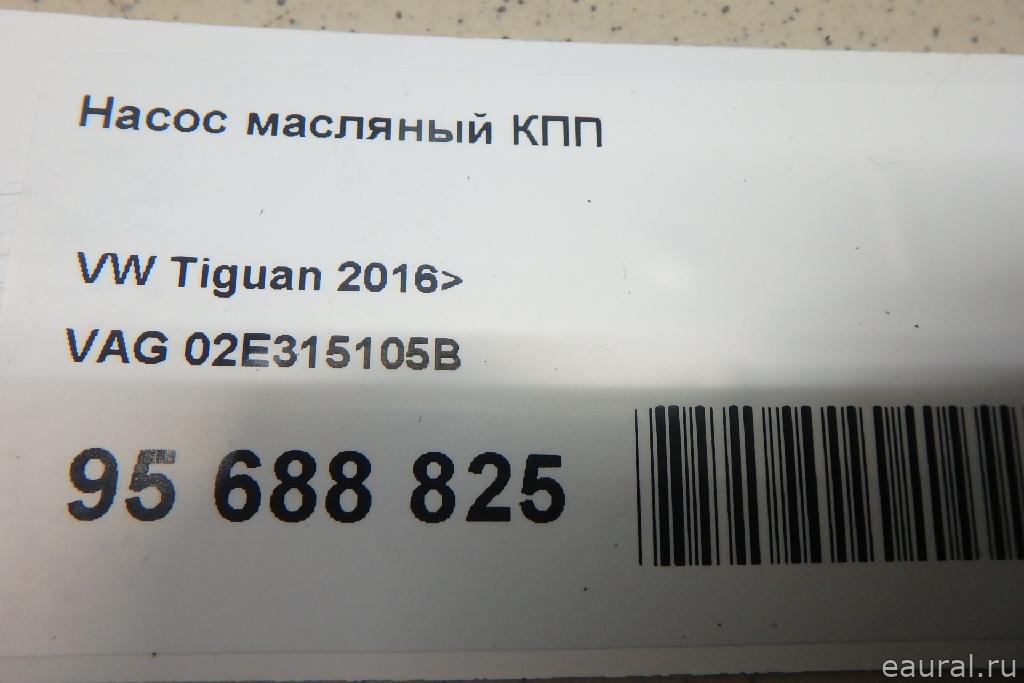 Насос масляный КПП
VW Tiguan 2016>
VAG 02E315105B
95 688 825
eaural.ru